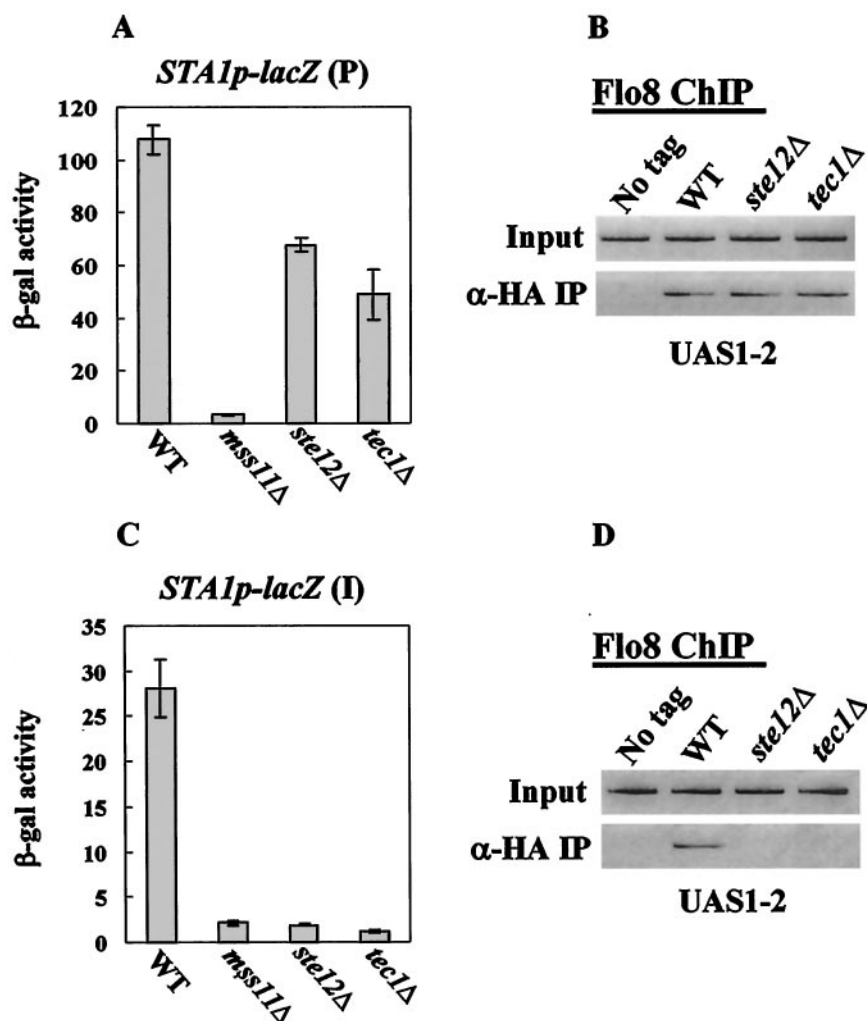 A
STA1p-lacZ (P)
120
100
80
60
40
20
0
β-gal activity
WT
mss11Δ
ste12Δ
tec1Δ
B
Flo8 ChIP
No tag
WT
ste12Δ
tec1Δ
Input
α-HA IP
UAS1-2
C
STA1p-lacZ (I)
35
30
25
20
15
10
5
0
β-gal activity
WT
mss11Δ
ste12Δ
tec1Δ
D
Flo8 ChIP
No tag
WT
ste12Δ
tec1Δ
Input
α-HA IP
UAS1-2